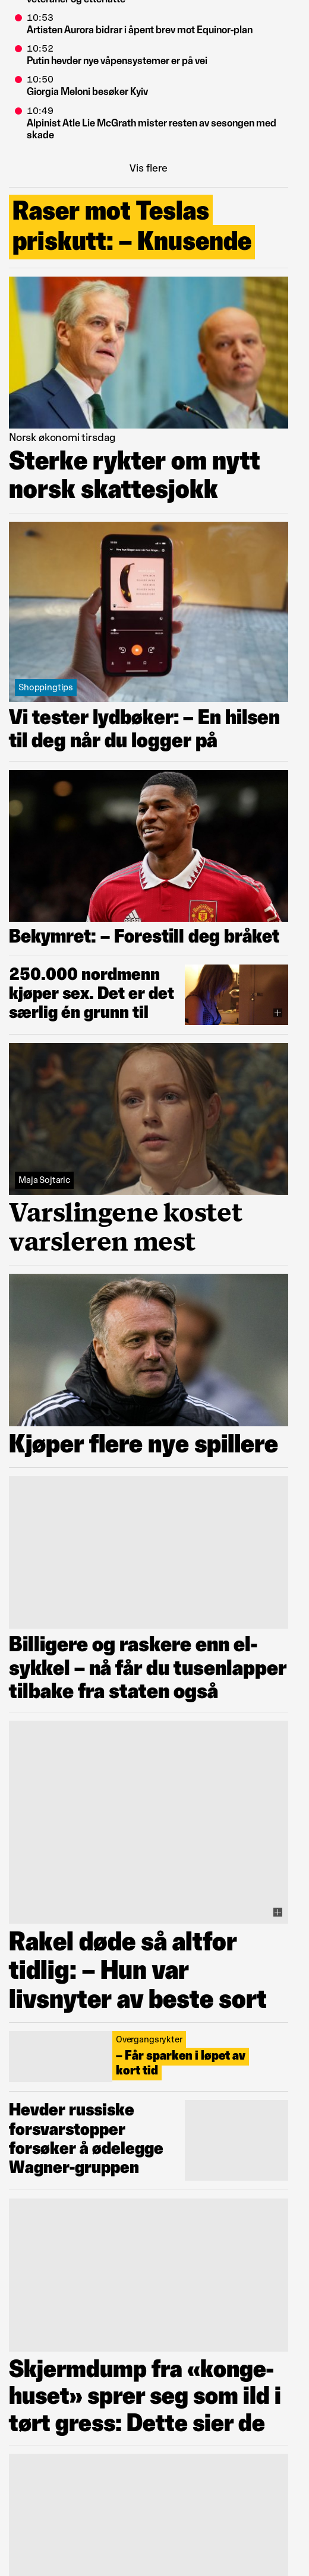 10:53
Artisten Aurora bidrar i åpent brev mot Equinor-plan
10:52
Putin hevder nye våpensystemer er på vei
10:50
Giorgia Meloni besøker Kyiv
10:49
Alpinist Atle Lie McGrath mister resten av sesongen med
skade
Vis flere
Raser mot Teslas
priskutt: – Knusende
Norsk økonomi tirsdag
Sterke rykter om nytt
norsk skattesjokk
Shoppingtips
Vi tester lydbøker: – En hilsen
til deg når du logger på
Bekymret: – Forestill deg bråket
250.000 nordmenn
kjøper sex. Det er det
særlig én grunn til
Maja Sojtaric
Varslingene kostet
varsleren mest
Kjøper flere nye spillere
Billigere og raskere enn el-
sykkel – nå får du tusenlapper
tilbake fra staten også
Rakel døde så altfor
tidlig: – Hun var
livsnyter av beste sort
Overgangsrykter
– Får sparken i løpet av
kort tid
Hevder russiske
forsvarstopper
forsøker å ødelegge
Wagner-gruppen
Skjermdump fra «konge-
huset» sprer seg som ild i
tørt gress: Dette sier de